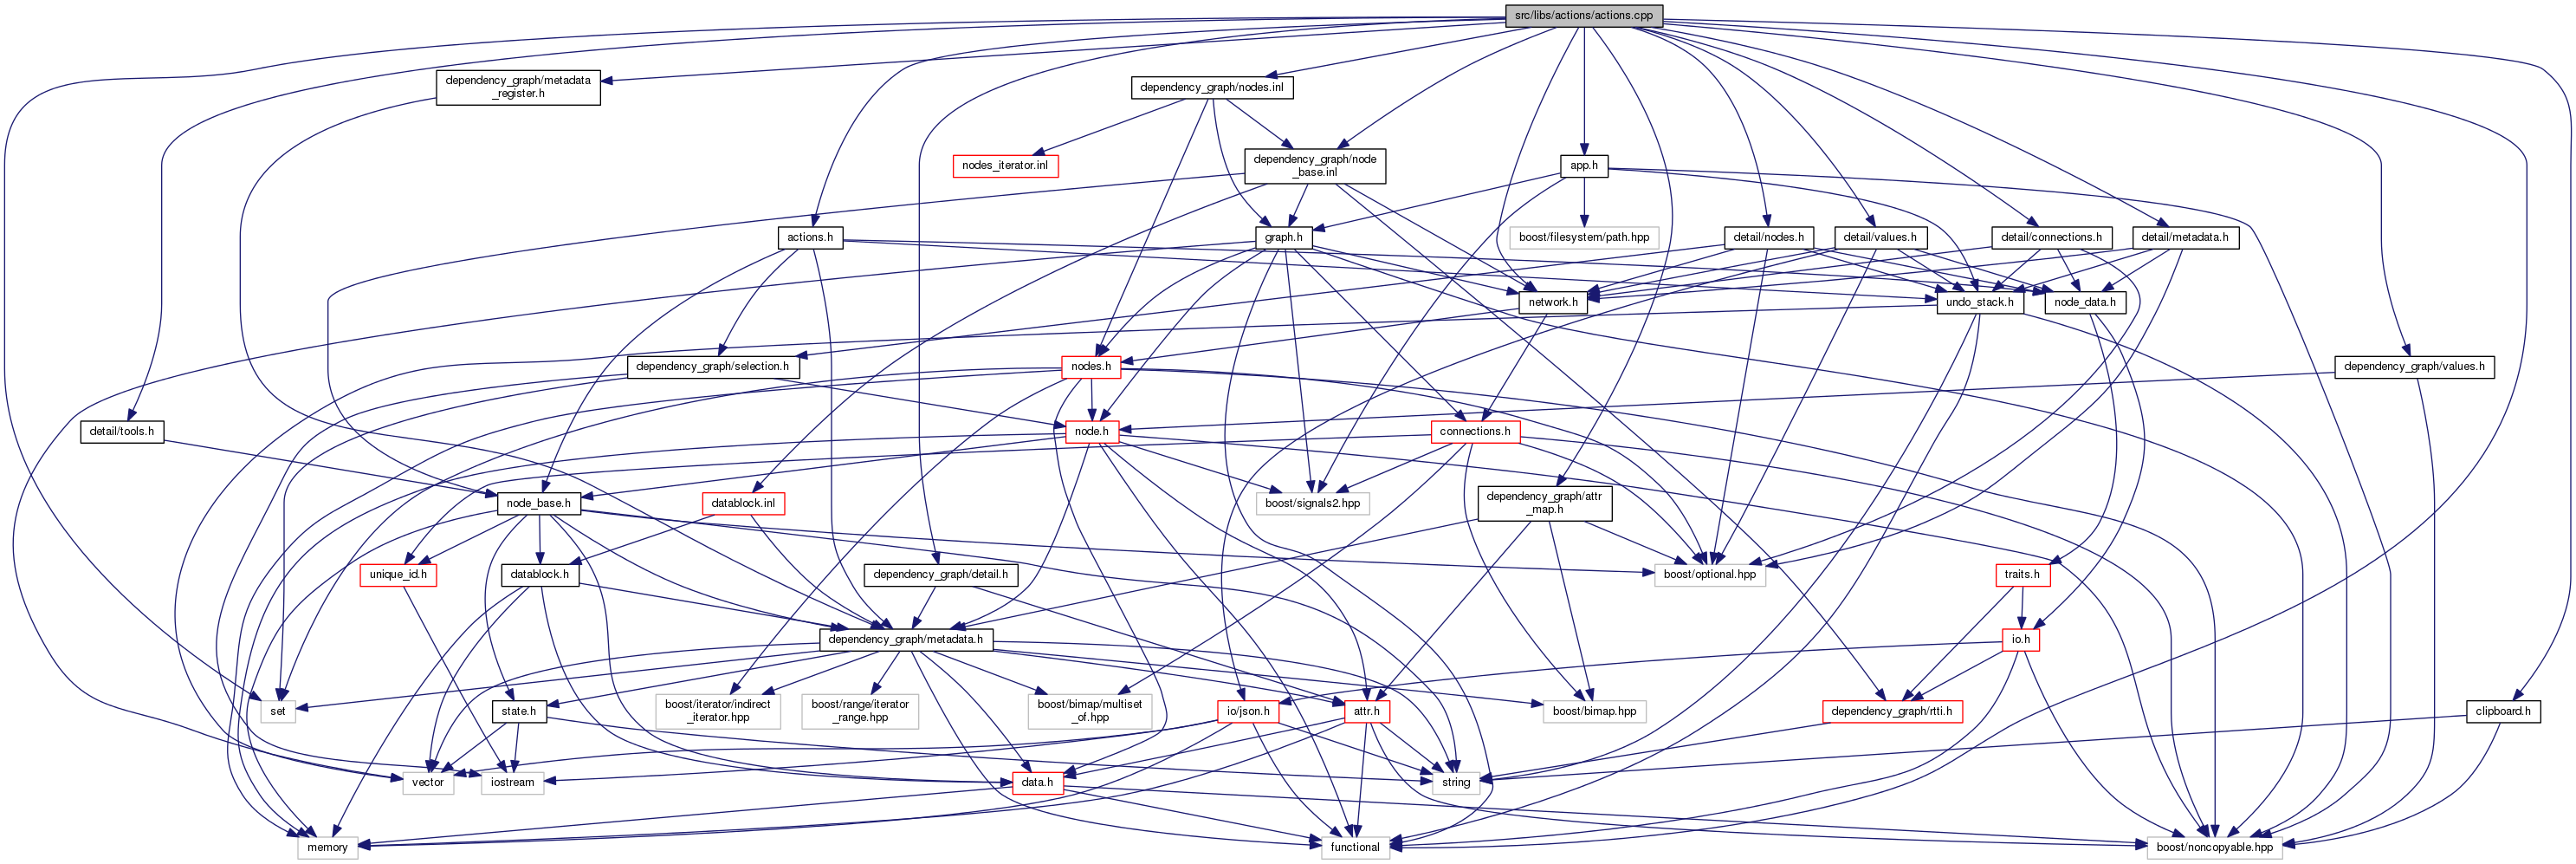 src/libs/actions/actions.cpp
dependency_graph/metadata
_register.h
dependency_graph/nodes.inl
nodes_iterator.inl
dependency_graph/node
_base.inl
app.h
actions.h
graph.h
boost/filesystem/path.hpp
detail/nodes.h
detail/values.h
detail/connections.h
detail/metadata.h
network.h
undo_stack.h
node_data.h
dependency_graph/selection.h
nodes.h
dependency_graph/values.h
detail/tools.h
node.h
connections.h
node_base.h
datablock.inl
boost/signals2.hpp
dependency_graph/attr
_map.h
unique_id.h
datablock.h
dependency_graph/detail.h
boost/optional.hpp
traits.h
dependency_graph/metadata.h
io.h
set
state.h
boost/iterator/indirect
_iterator.hpp
boost/range/iterator
_range.hpp
boost/bimap/multiset
_of.hpp
io/json.h
attr.h
boost/bimap.hpp
dependency_graph/rtti.h
clipboard.h
vector
iostream
data.h
string
memory
functional
boost/noncopyable.hpp